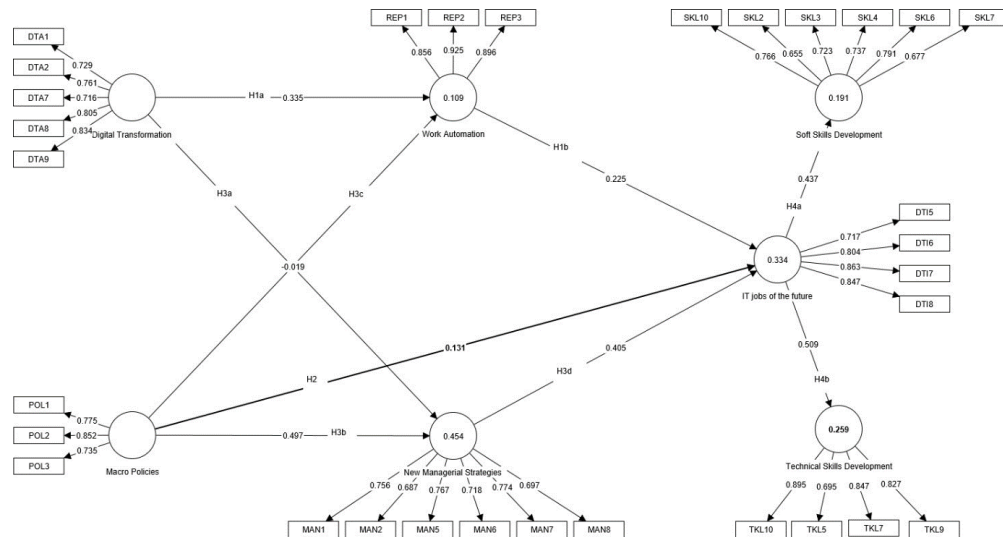 REP1 REP2 REP3
SKL10 SKL2 SKL3 SKL4 SKL6 SKL7
DTA1
DTA2
DTA7
DTA8
DTA9
0.729
0.761
0.716
0.805
0.834
Digital Transformation
0.856 0.925 0.896
0.109
Work Automation
0.766 0.655 0.723 0.737 0.791 0.677
0.191
Soft Skills Development
H1a 0.335
H1b
0.225
H3a
H3c
-0.019
0.437
H4a
0.334
IT jobs of the future
0.717
0.804
0.863
0.847
DTI5
DTI6
DTI7
DTI8
0.131
H2
0.405
H3d
0.509
H4b
POL1
POL2
POL3
0.775
0.852
0.735
Macro Policies
0.497 H3b
0.454
New Managerial Strategies
0.756 0.687 0.767 0.718 0.774 0.697
MAN1 MAN2 MAN5 MAN6 MAN7 MAN8
0.259
Technical Skills Development
0.895 0.695 0.847 0.827
TKL10 TKL5 TKL7 TKL9